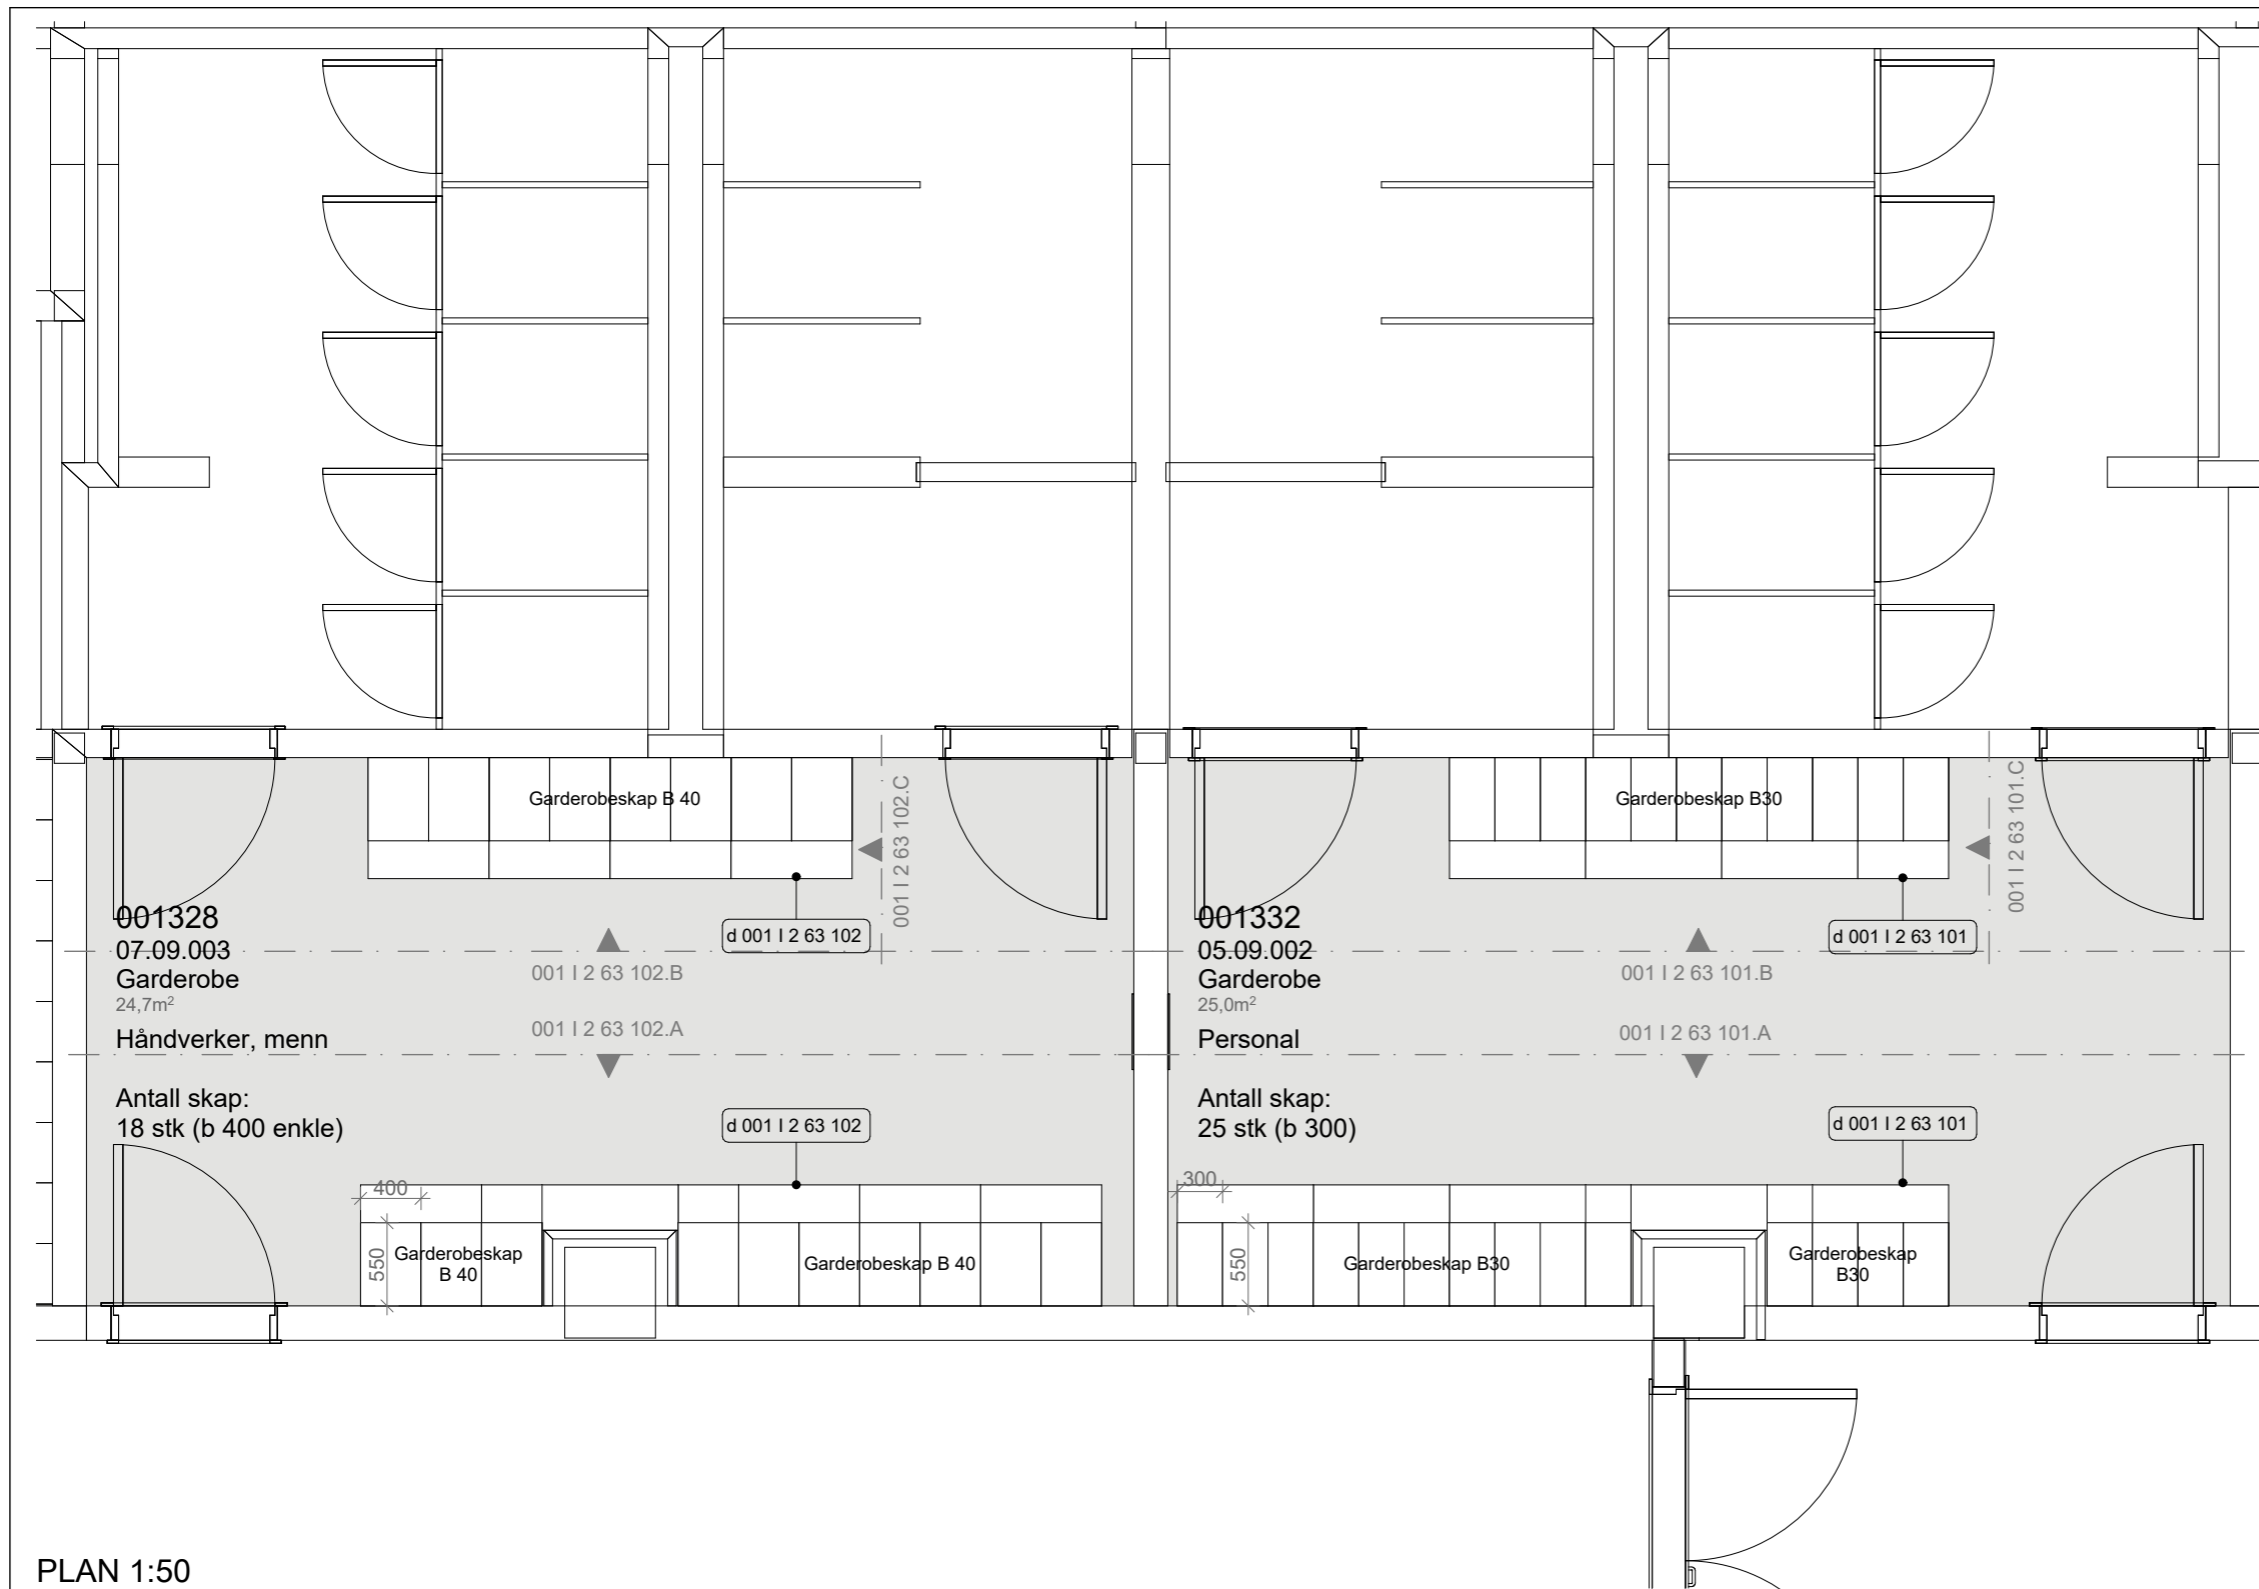 Garderobeskap B 40
001 I 2 63 102.C
d 001 I 2 63 102
001328
07.09.003
Garderobe
24,7m²
Håndverker, menn
Antall skap:
18 stk (b 400 enkle)
001 I 2 63 102.B
001 I 2 63 102.A
d 001 I 2 63 102
400
550
Garderobeskap
B 40
Garderobeskap B 40
Garderobeskap B30
001 I 2 63 101.C
d 001 I 2 63 101
001332
05.09.002
Garderobe
25,0m²
Personal
Antall skap:
25 stk (b 300)
001 I 2 63 101.B
001 I 2 63 101.A
d 001 I 2 63 101
300
550
Garderobeskap B30
Garderobeskap
B30
PLAN 1:50